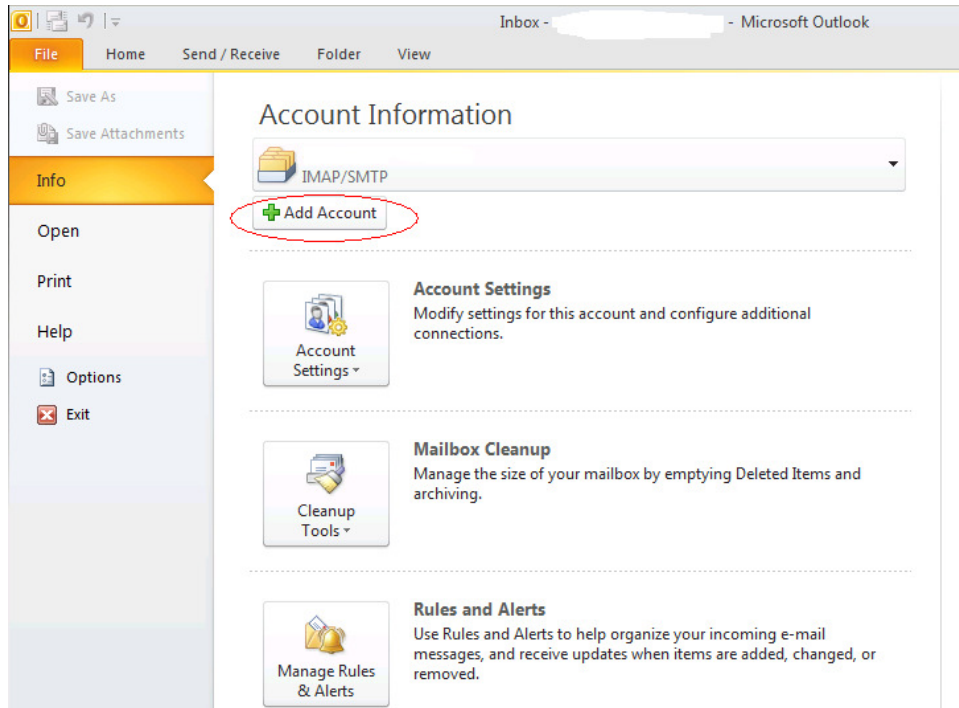 Inbox - - Microsoft Outlook
File Home Send / Receive Folder View
Save As
Save Attachments
Info
Open
Print
Help
Options
Exit
Account Information
IMAP/SMTP
Add Account
Account
Settings
Account Settings
Modify settings for this account and configure additional
connections.
Cleanup
Tools
Mailbox Cleanup
Manage the size of your mailbox by emptying Deleted Items and
archiving.
Manage Rules
& Alerts
Rules and Alerts
Use Rules and Alerts to help organize your incoming e-mail
messages, and receive updates when items are added, changed, or
removed.